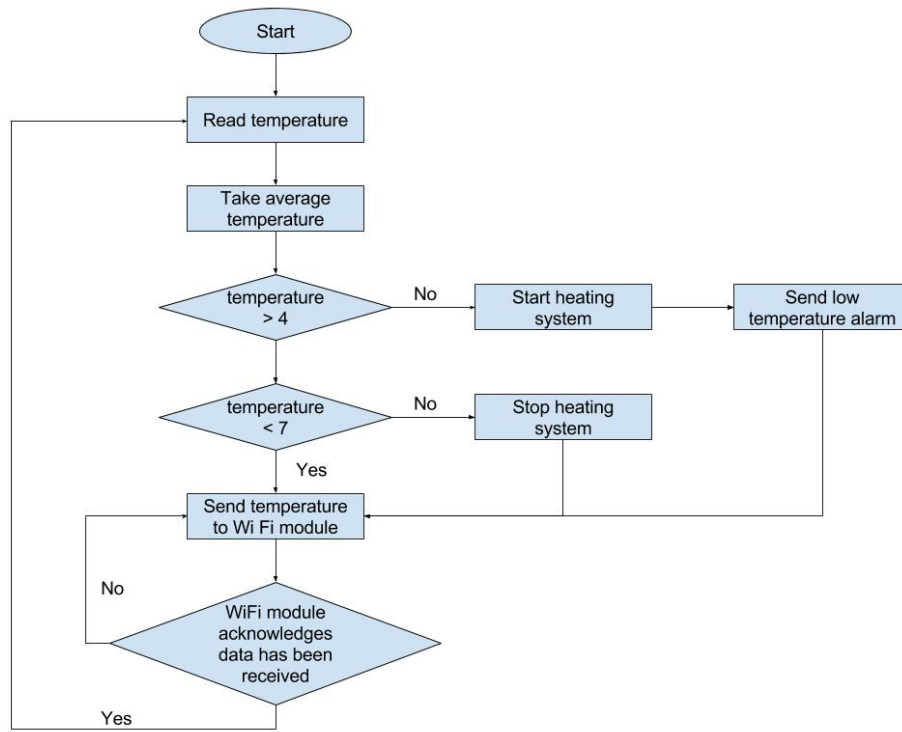 Start
Read temperature
Take average
temperature
temperature
> 4
No
Start heating
system
Send low
temperature alarm
temperature
< 7
No
Stop heating
system
Yes
Send temperature
to Wi Fi module
No
WiFi module
acknowledges
data has been
received
Yes